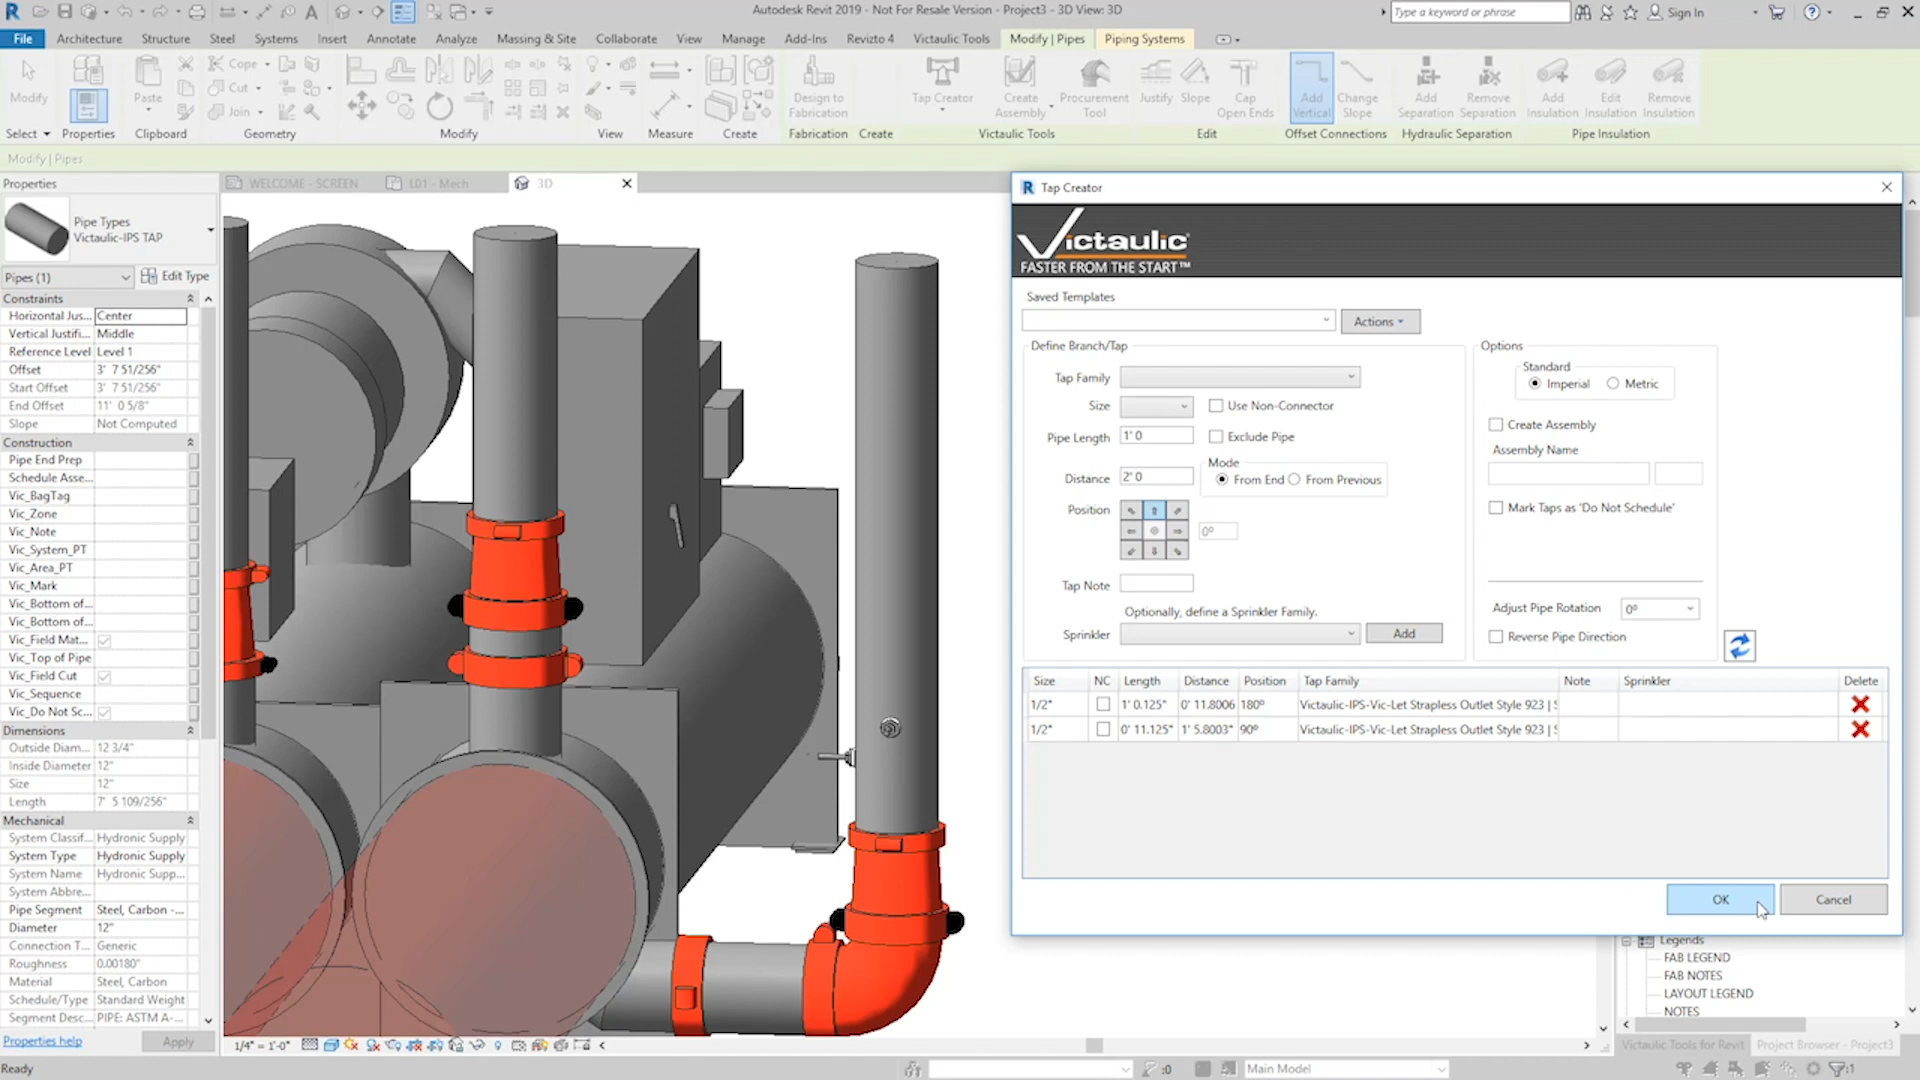 Autodesk Revit 2019 - Not For Resale Version - Project3 - 3D View: 3D
Type a keyword or phrase
Sign In
File Architecture Structure Steel Systems Insert Annotate Analyze Massing & Site Collaborate View Manage Add-Ins Revizto 4 Victaulic Tools Modify | Pipes Piping Systems
Modify
Paste
Cope
Cut
Join
Design to
Fabrication
Tap Creator
Create
Assembly
Procurement
Tool
Justify
Slope
Cap
Open Ends
Add
Vertical
Change
Slope
Add
Separation
Remove
Separation
Add
Insulation
Edit
Insulation
Remove
Insulation
Select Properties Clipboard Geometry Modify View Measure Create Fabrication Create Victaulic Tools Edit Offset Connections Hydraulic Separation Pipe Insulation
Modify | Pipes
Properties
WELCOME - SCREEN
L01 - Mech
3D
Pipe Types
Victaulic-IPS TAP
Pipes (1)
Edit Type
Constraints
Horizontal Jus... Center
Vertical Justifi... Middle
Reference Level Level 1
Offset 3' 7 51/256"
Start Offset 3' 7 51/256"
End Offset 11' 0 5/8"
Slope Not Computed
Construction
Pipe End Prep
Schedule Asse...
Vic_BagTag
Vic_Zone
Vic_Note
Vic_System_PT
Vic_Area_PT
Vic_Mark
Vic_Bottom of...
Vic_Bottom of...
Vic_Field Mat...
Vic_Top of Pipe
Vic_Field Cut
Vic_Sequence
Vic_Do Not Sc...
Dimensions
Outside Diam... 12 3/4"
Inside Diameter 12"
Size 12"
Length 7' 5 109/256"
Mechanical
System Classif... Hydronic Supply
System Type Hydronic Supply
System Name Hydronic Supp...
System Abbre...
Pipe Segment Steel, Carbon -...
Diameter 12"
Connection T... Generic
Roughness 0.00180"
Material Steel, Carbon
Schedule/Type Standard Weight
Segment Desc... PIPE: ASTM A-...
Properties help
Apply
Tap Creator
Victaulic
FASTER FROM THE START™
Saved Templates
Actions
Define Branch/Tap
Tap Family
Size
Use Non-Connector
Pipe Length 1' 0
Exclude Pipe
Distance 2' 0
Mode
From End
From Previous
Position
0º
Tap Note
Optionally, define a Sprinkler Family.
Sprinkler
Add
Options
Standard
Imperial
Metric
Create Assembly
Assembly Name
Mark Taps as 'Do Not Schedule'
Adjust Pipe Rotation 0º
Reverse Pipe Direction
Size NC Length Distance Position Tap Family Note Sprinkler Delete
1/2" 1' 0.125" 0' 11.8006 180º Victaulic-IPS-Vic-Let Strapless Outlet Style 923 |
1/2" 0' 11.125" 1' 5.8003" 90º Victaulic-IPS-Vic-Let Strapless Outlet Style 923 |
OK
Cancel
Legends
FAB LEGEND
FAB NOTES
LAYOUT LEGEND
NOTES
1/4" = 1'-0"
Victaulic Tools for Revit
Project Browser - Project3
Ready
:0
Main Model
:1